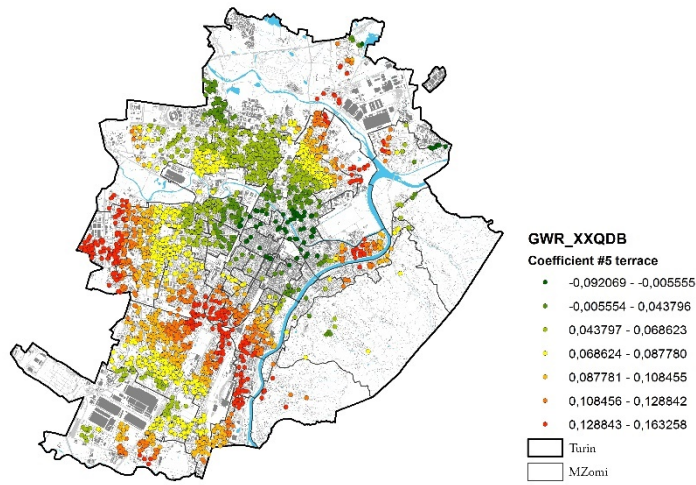 GWR_XXQDB
Coefficient #5 terrace
-0,092069 - -0,005555
-0,005554 - 0,043796
0,043797 - 0,068623
0,068624 - 0,087780
0,087781 - 0,108455
0,108456 - 0,128842
0,128843 - 0,163258
Turin
MZomi